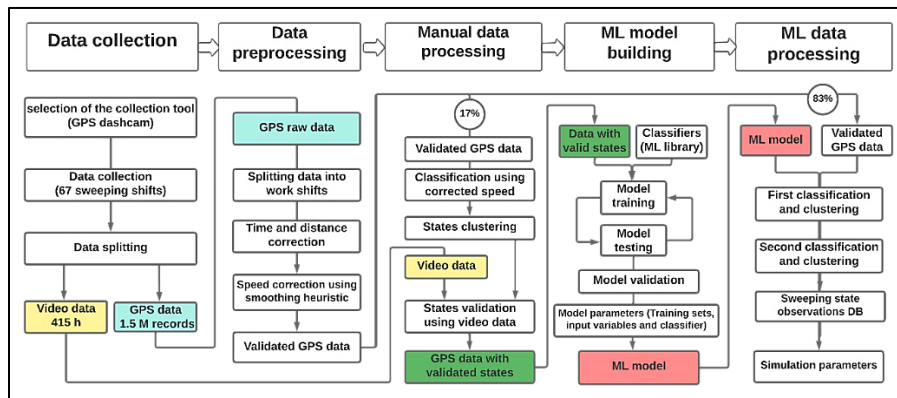 Data collection
Data
preprocessing
Manual data
processing
ML model
building
ML data
processing
selection of the collection tool
(GPS dashcam)
Data collection
(67 sweeping shifts)
Data splitting
Video data
415 h
GPS data
1.5 M records
GPS raw data
Splitting data into
work shifts
Time and distance
correction
Speed correction using
smoothing heuristic
Validated GPS data
17%
Validated GPS data
Classification using
corrected speed
States clustering
Video data
States validation
using video data
GPS data with
validated states
Data with
valid states
Classifiers
(ML library)
Model
training
Model
testing
Model validation
Model parameters (Training sets,
input variables and classifier)
ML model
83%
ML model
Validated
GPS data
First classification
and clustering
Second classification
and clustering
Sweeping state
observations DB
Simulation parameters